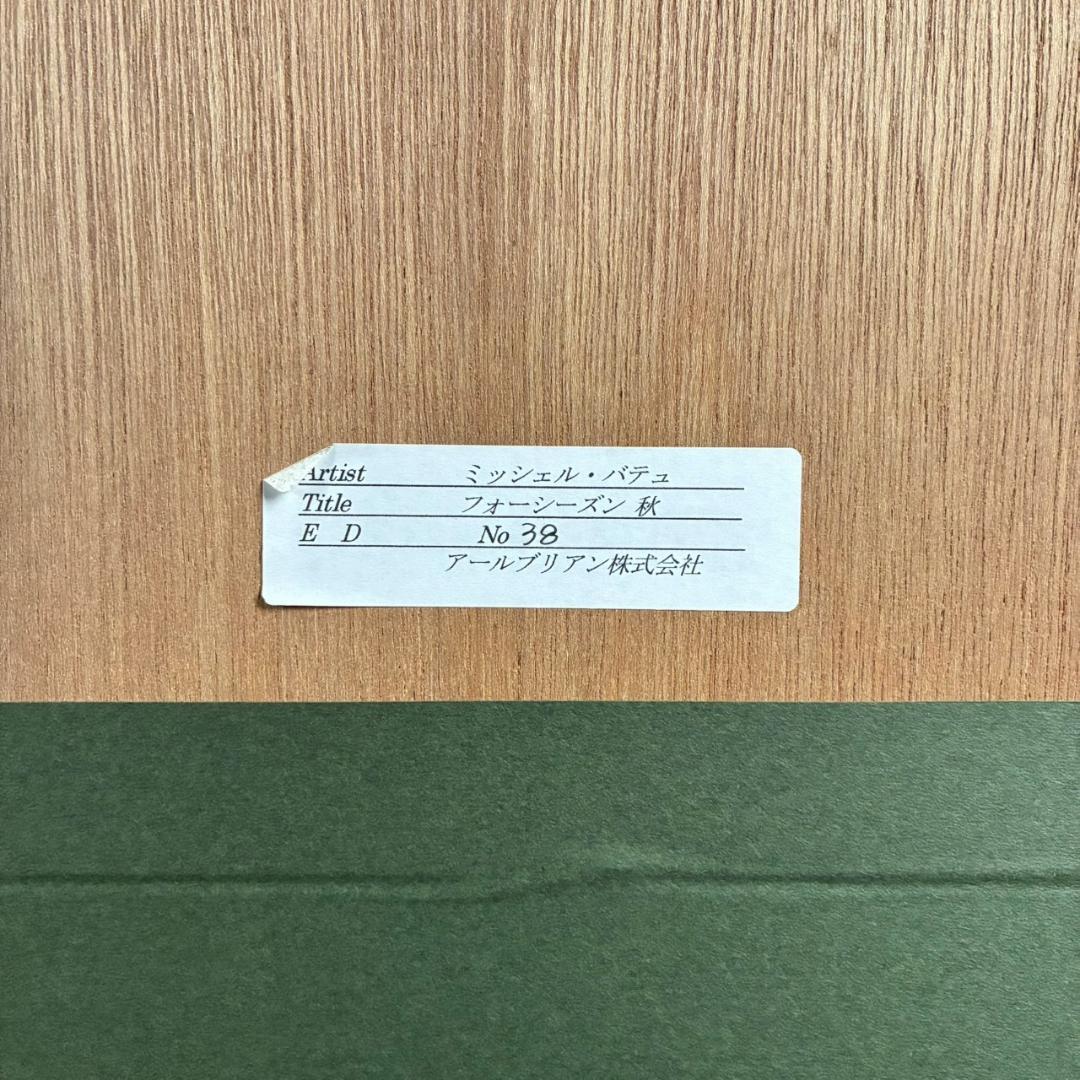 Artist ミッシェル・バテュ
Title フォーシーズン 秋
E D No 38
アールブリアン株式会社